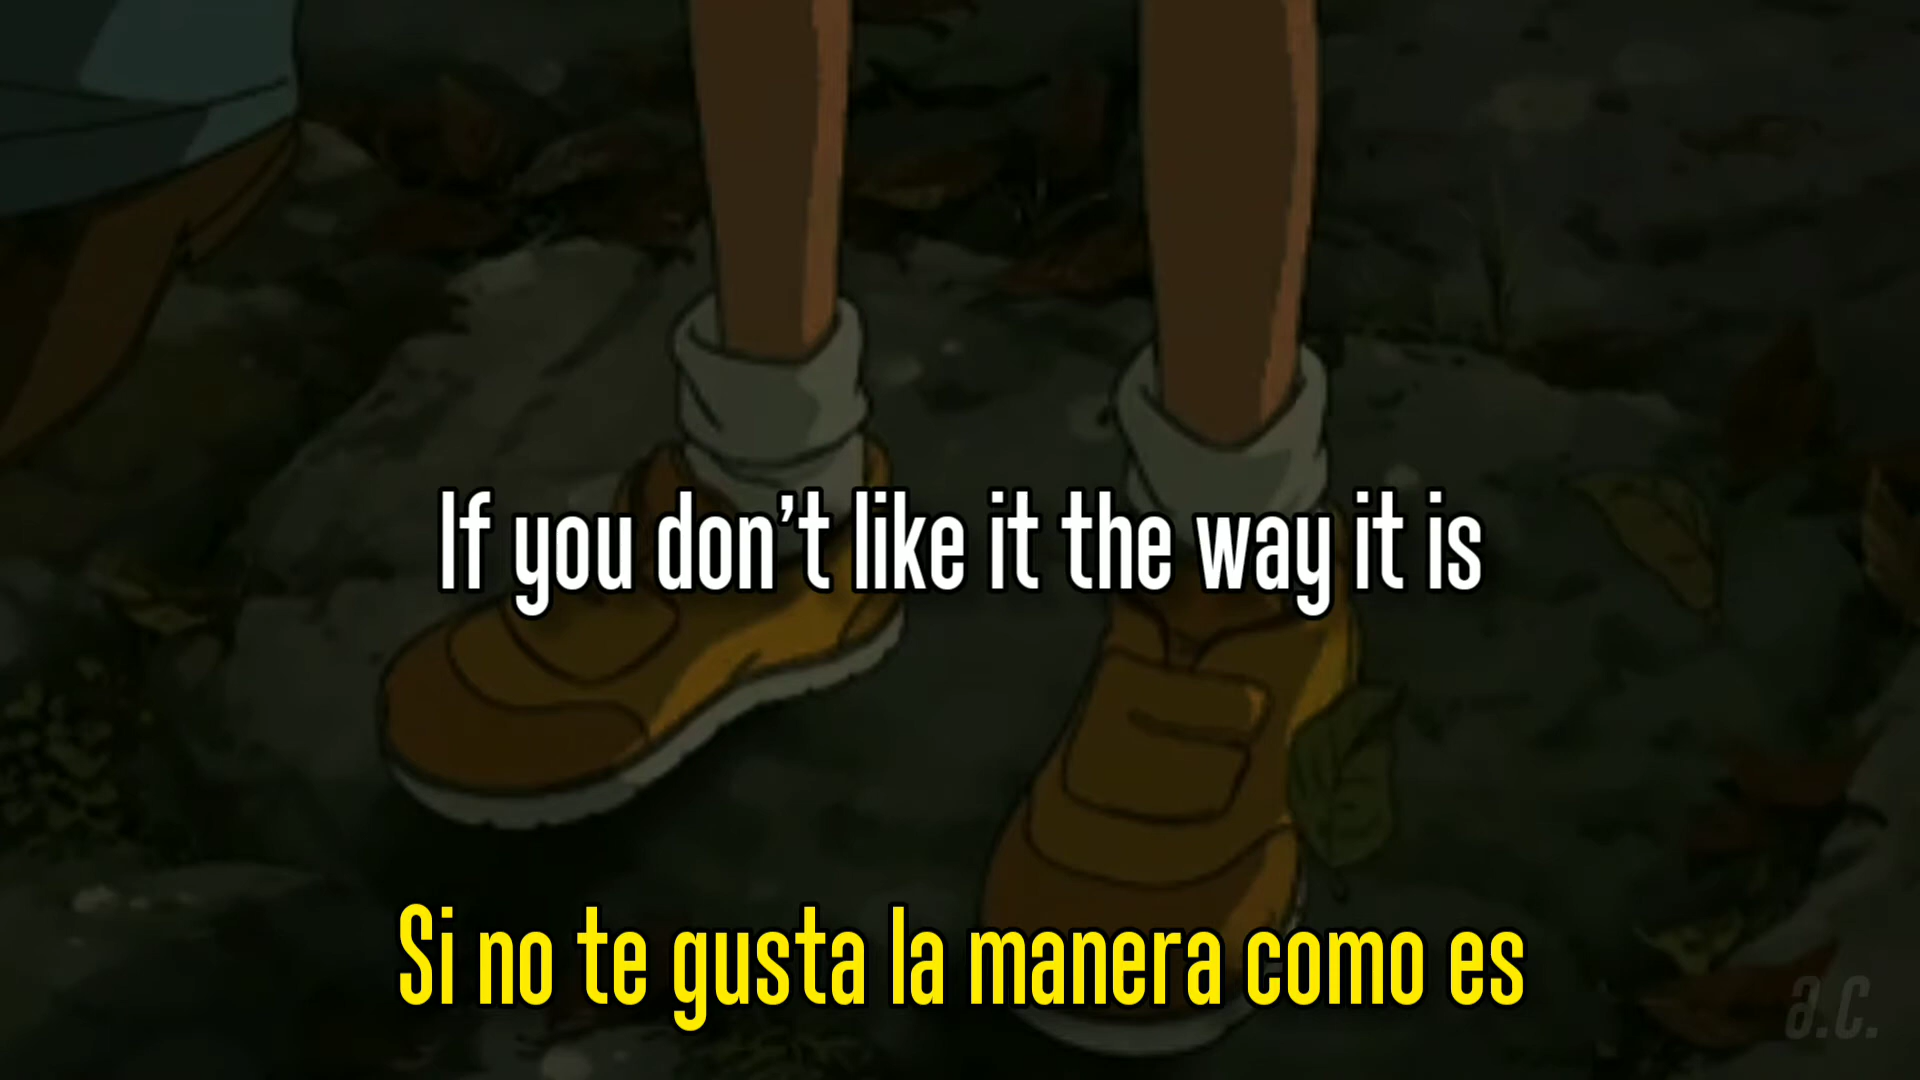 If you don’t like it the way it is
Si no te gusta la manera como es
a.c.